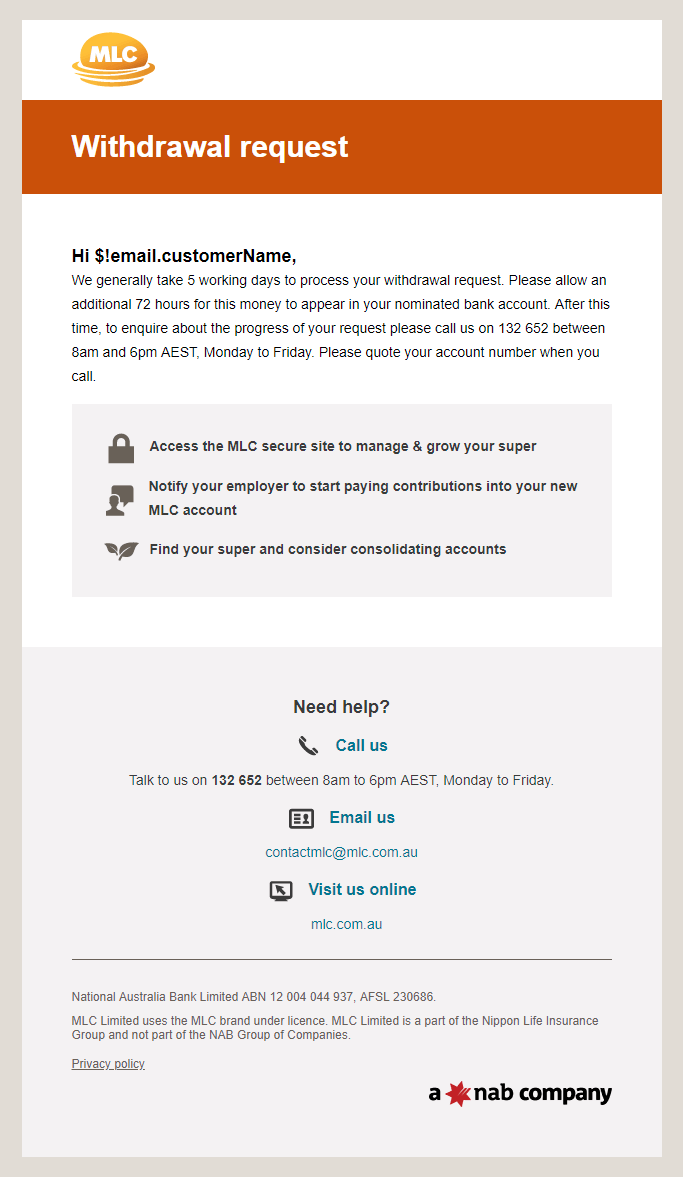 MLC
Withdrawal request
Hi $!email.customerName,
We generally take 5 working days to process your withdrawal request. Please allow an
additional 72 hours for this money to appear in your nominated bank account. After this
time, to enquire about the progress of your request please call us on 132 652 between
8am and 6pm AEST, Monday to Friday. Please quote your account number when you
call.
Access the MLC secure site to manage & grow your super
Notify your employer to start paying contributions into your new
MLC account
Find your super and consider consolidating accounts
Need help?
Call us
Talk to us on 132 652 between 8am to 6pm AEST, Monday to Friday.
Email us
contactmlc@mlc.com.au
Visit us online
mlc.com.au
National Australia Bank Limited ABN 12 004 044 937, AFSL 230686.
MLC Limited uses the MLC brand under licence. MLC Limited is a part of the Nippon Life Insurance
Group and not part of the NAB Group of Companies.
Privacy policy
a nab company